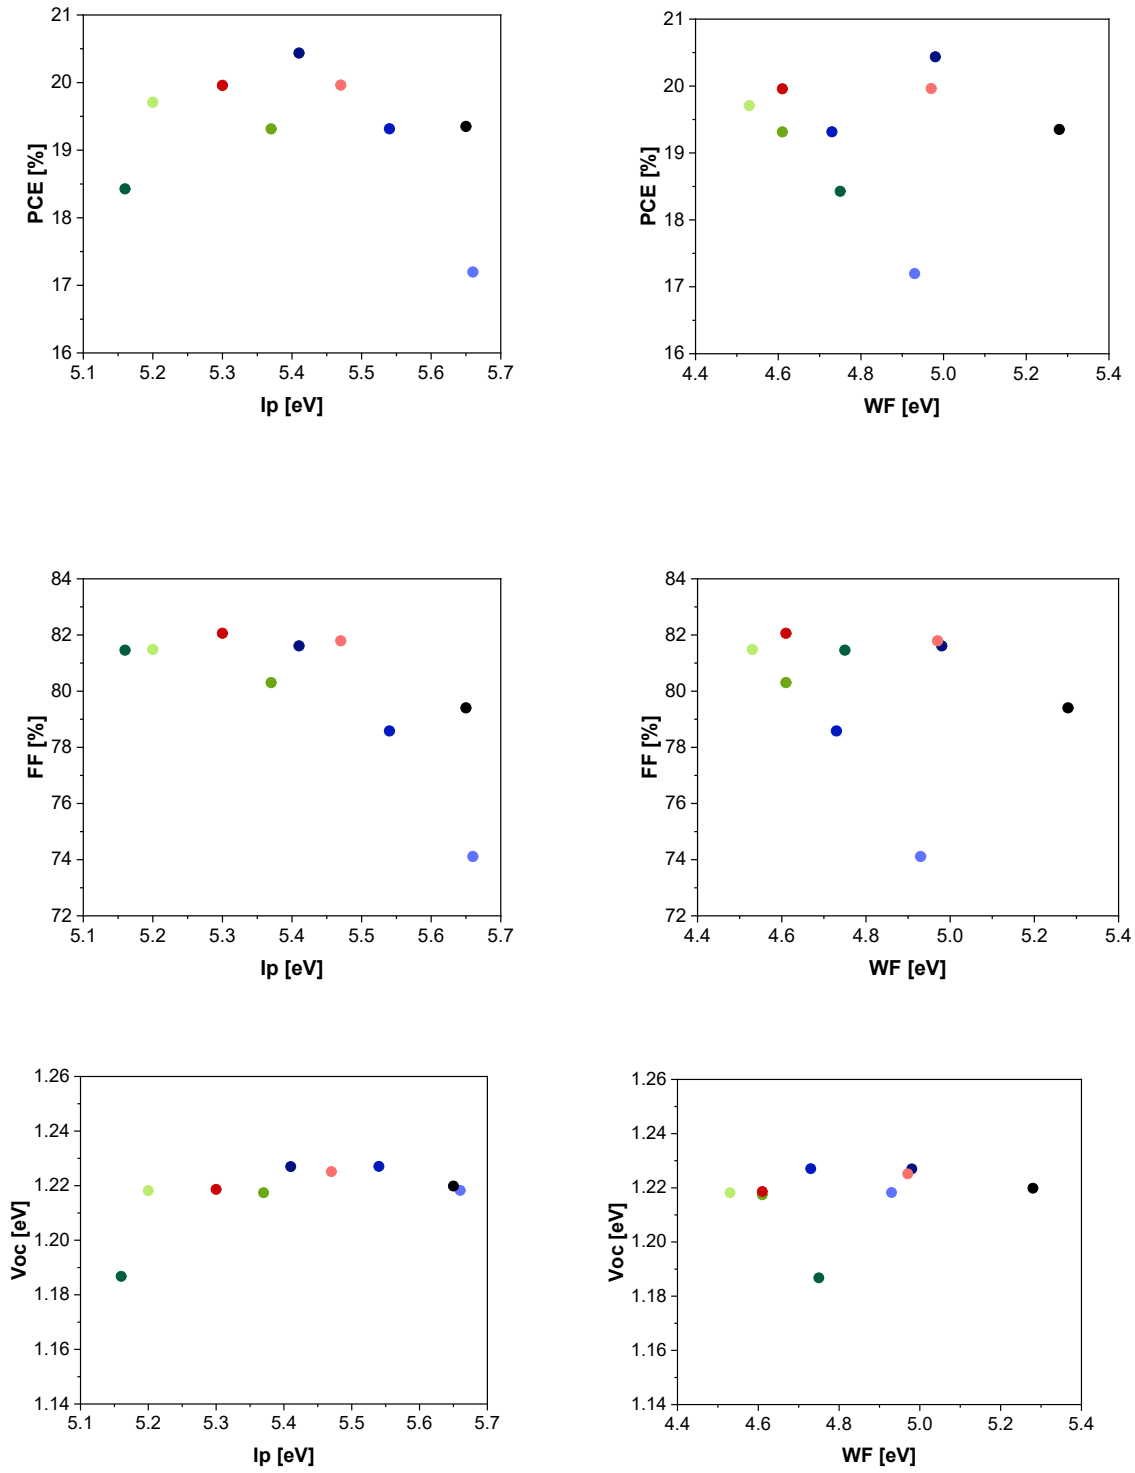 21
20
19
18
17
16
PCE [%]
5.1 5.2 5.3 5.4 5.5 5.6 5.7
Ip [eV]
21
20
19
18
17
16
PCE [%]
4.4 4.6 4.8 5.0 5.2 5.4
WF [eV]
84
82
80
78
76
74
72
FF [%]
5.1 5.2 5.3 5.4 5.5 5.6 5.7
Ip [eV]
84
82
80
78
76
74
72
FF [%]
4.4 4.6 4.8 5.0 5.2 5.4
WF [eV]
1.26
1.24
1.22
1.20
1.18
1.16
1.14
Voc [eV]
5.1 5.2 5.3 5.4 5.5 5.6 5.7
Ip [eV]
1.26
1.24
1.22
1.20
1.18
1.16
1.14
Voc [eV]
4.4 4.6 4.8 5.0 5.2 5.4
WF [eV]